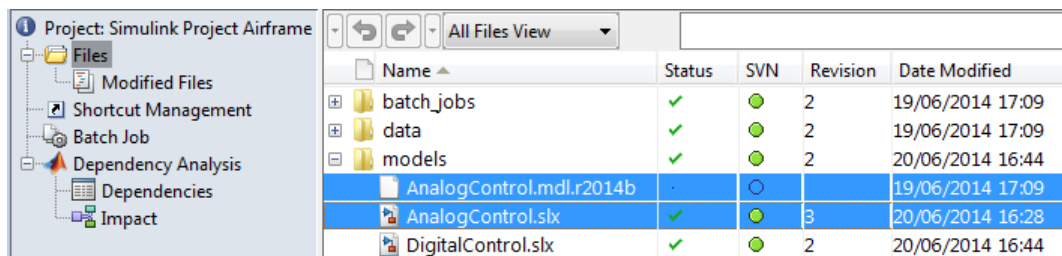 Project: Simulink Project Airframe
Files
Modified Files
Shortcut Management
Batch Job
Dependency Analysis
Dependencies
Impact
All Files View
Name Status SVN Revision Date Modified
batch_jobs 2 19/06/2014 17:09
data 2 19/06/2014 17:09
models 2 20/06/2014 16:44
AnalogControl.mdl.r2014b 19/06/2014 17:09
AnalogControl.slx 3 20/06/2014 16:28
DigitalControl.slx 2 20/06/2014 16:44